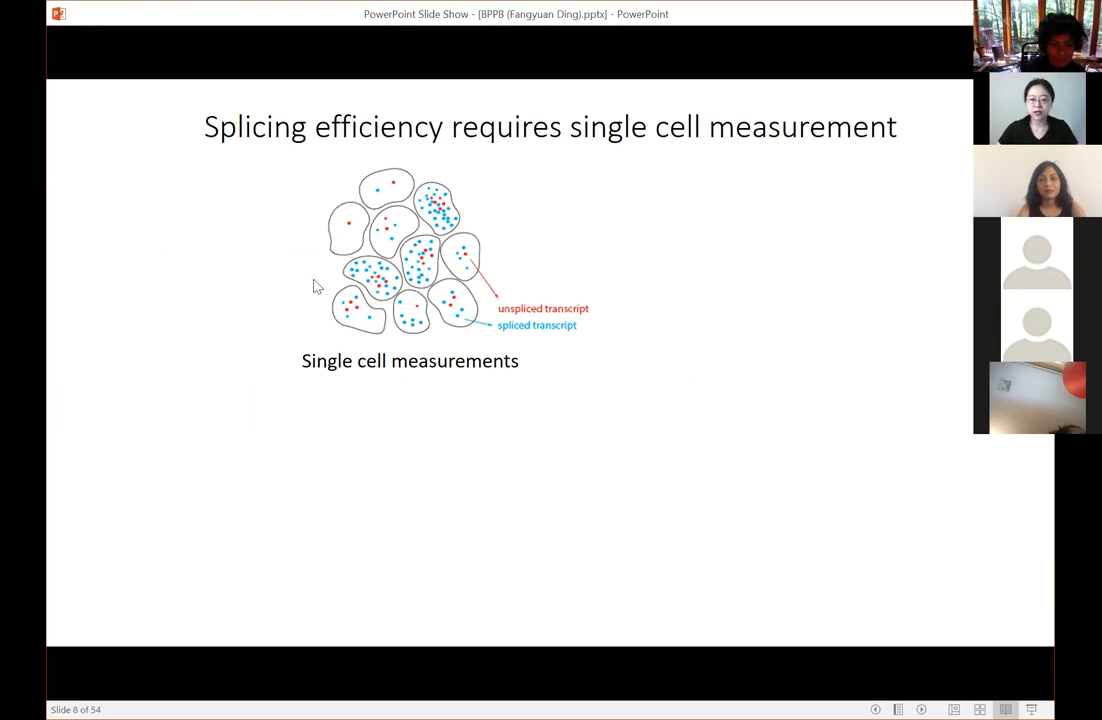 PowerPoint Slide Show - [BPPB (Fangyuan Ding).pptx] - PowerPoint
Splicing efficiency requires single cell measurement
unspliced transcript
spliced transcript
Single cell measurements
Slide 8 of 54